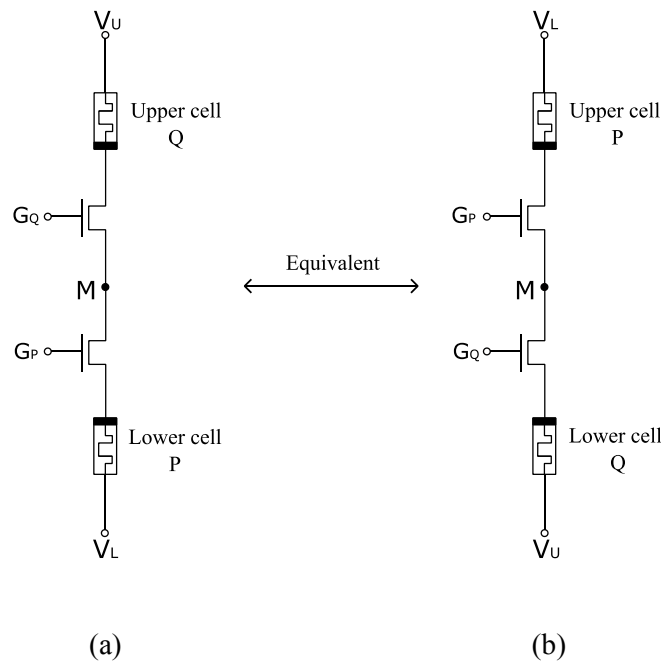 VU
Upper cell
Q
GQ
M
GP
Lower cell
P
VL
(a)
Equivalent
VL
Upper cell
P
GP
M
GQ
Lower cell
Q
VU
(b)